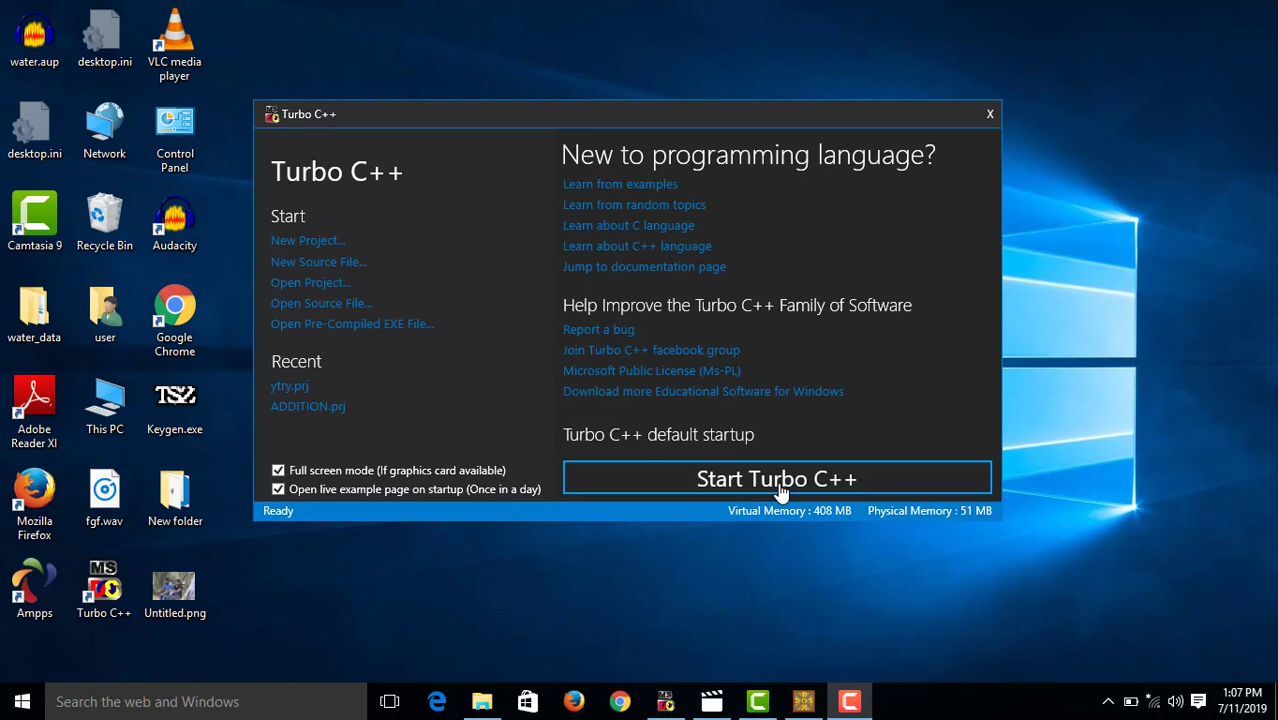 water.aup
desktop.ini
VLC media
player
desktop.ini
Network
Control
Panel
Camtasia 9
Recycle Bin
Audacity
water_data
user
Google
Chrome
Adobe
Reader XI
This PC
TSZ
Keygen.exe
Mozilla
Firefox
fgf.wav
New folder
Ampps
MS
Turbo C++
Untitled.png
Turbo C++
X
Turbo C++
Start
New Project...
New Source File...
Open Project...
Open Source File...
Open Pre-Compiled EXE File...
Recent
ytry.prj
ADDITION.prj
Full screen mode (If graphics card available)
Open live example page on startup (Once in a day)
New to programming language?
Learn from examples
Learn from random topics
Learn about C language
Learn about C++ language
Jump to documentation page
Help Improve the Turbo C++ Family of Software
Report a bug
Join Turbo C++ facebook group
Microsoft Public License (Ms-PL)
Download more Educational Software for Windows
Turbo C++ default startup
Start Turbo C++
Ready
Virtual Memory : 408 MB
Physical Memory : 51 MB
Search the web and Windows
1:07 PM
7/11/2019